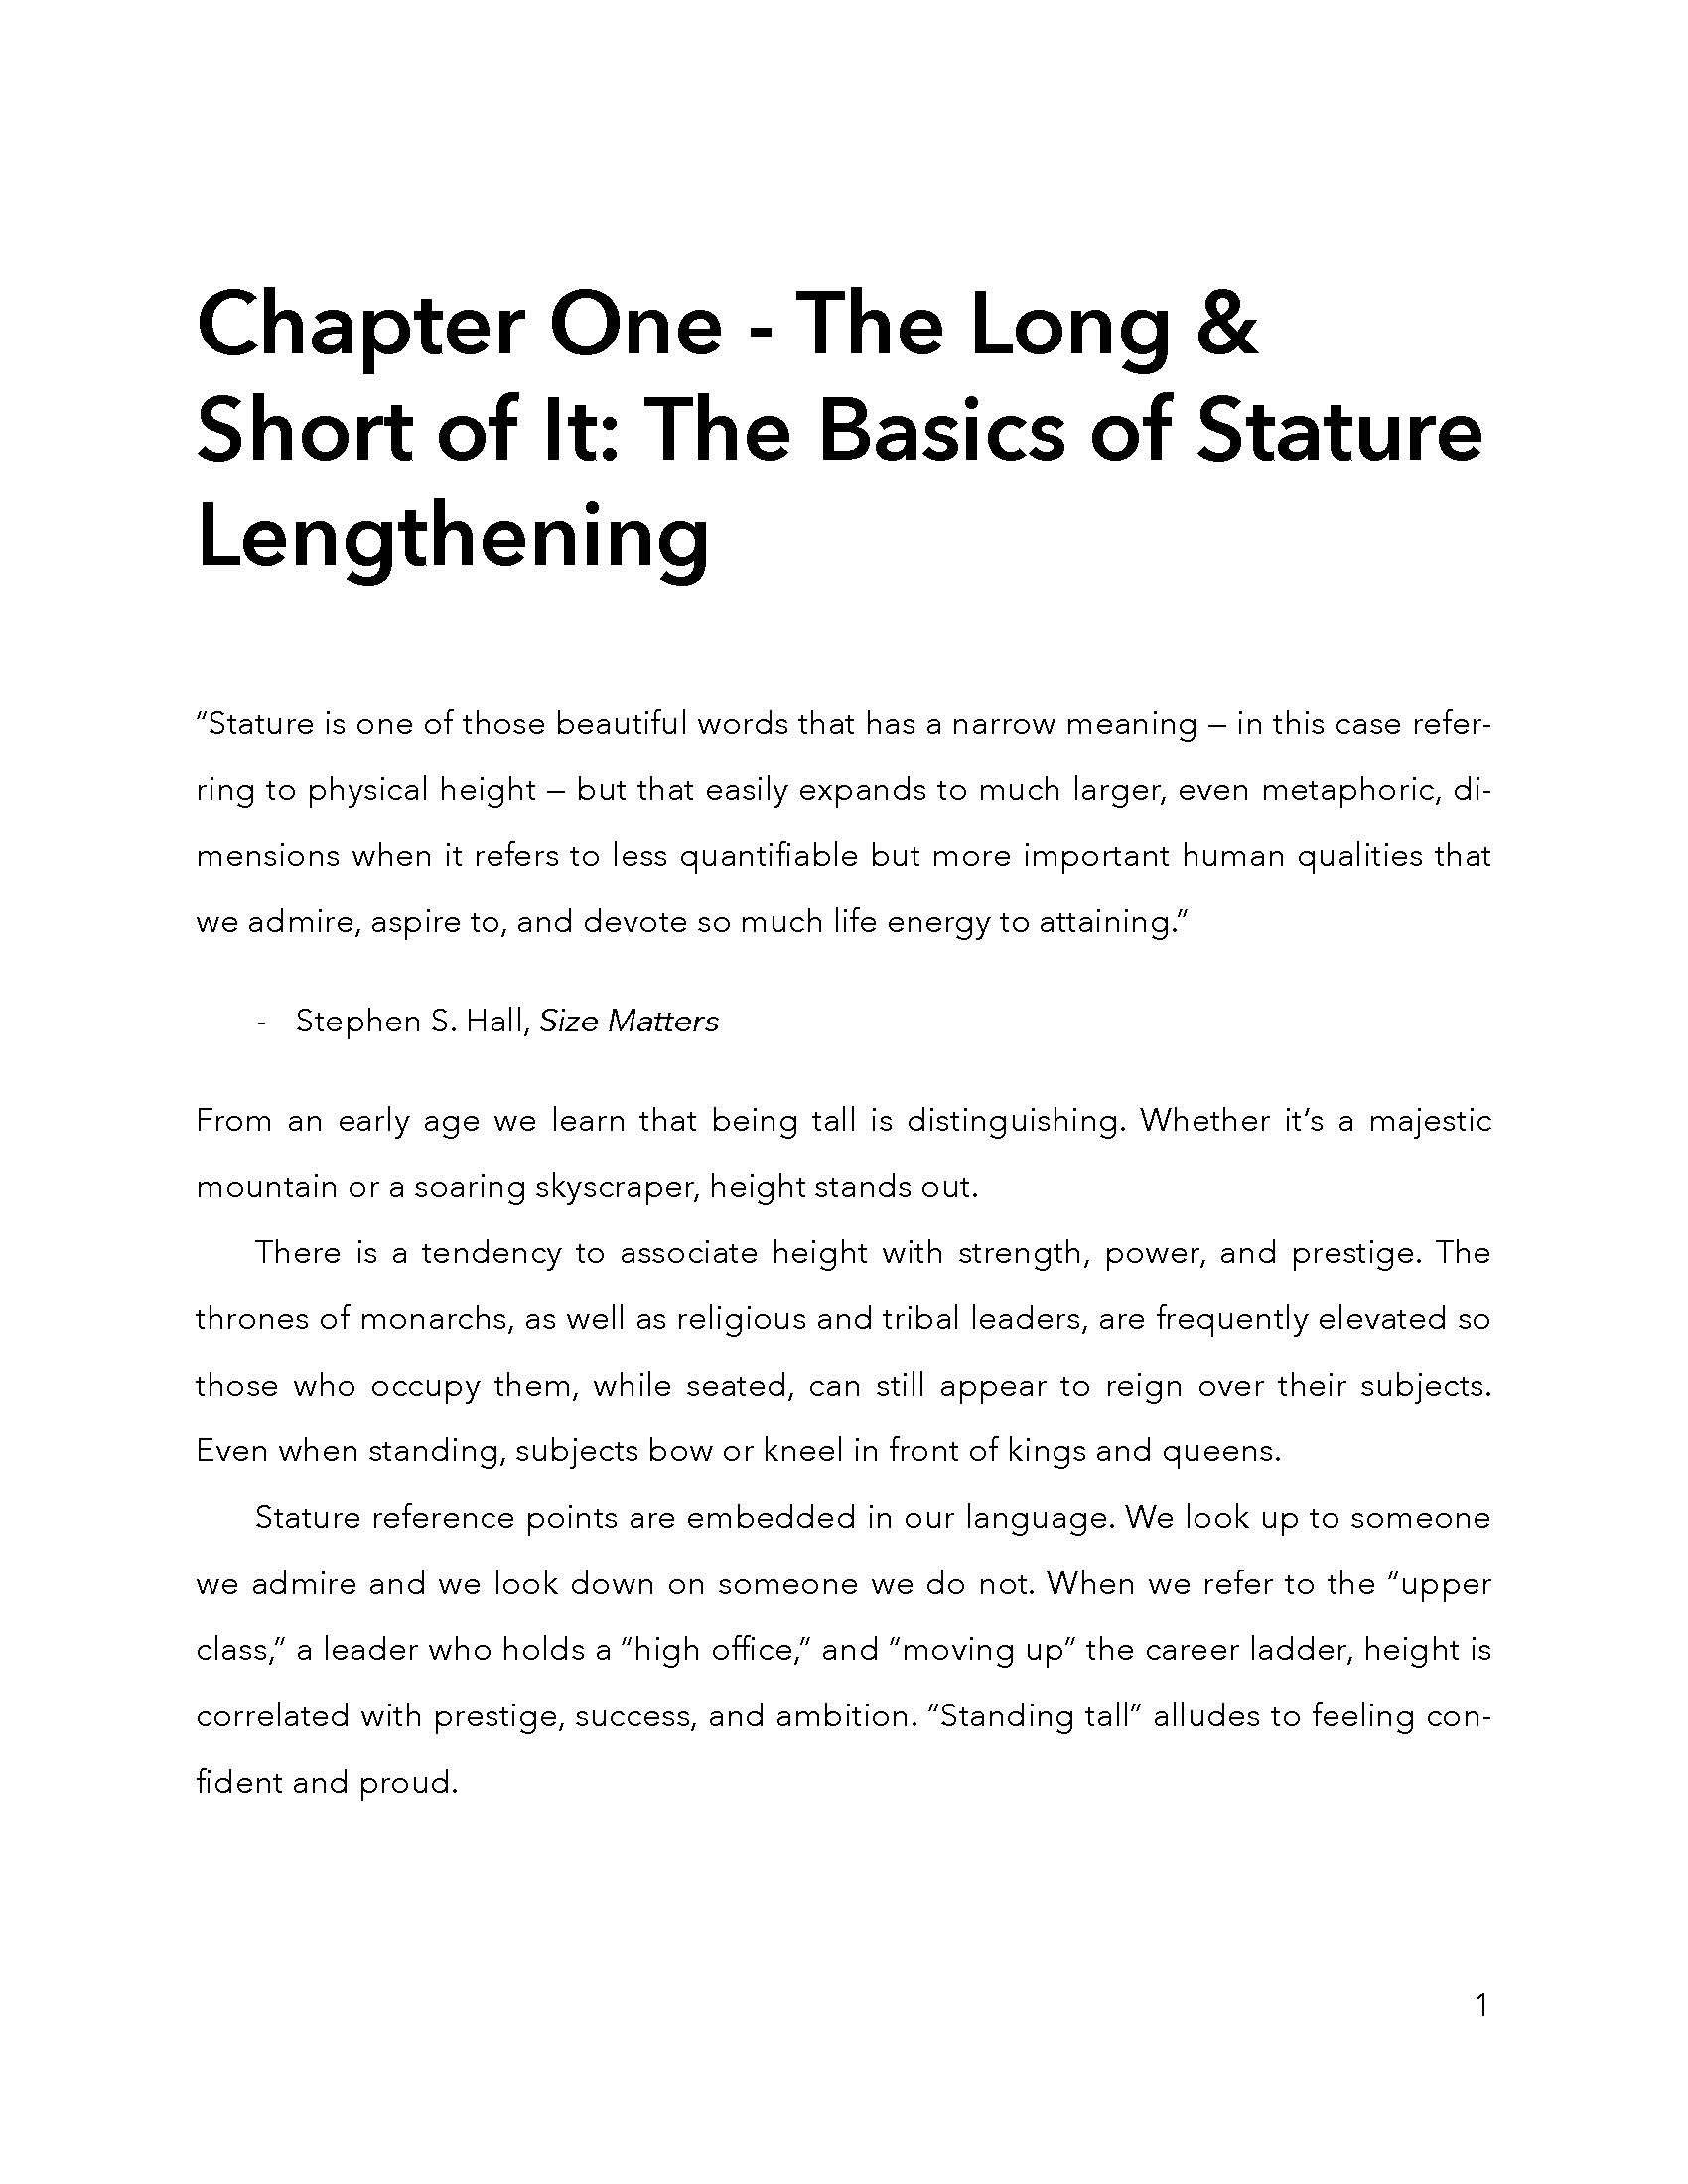 Chapter One - The Long &
Short of It: The Basics of Stature
Lengthening
“Stature is one of those beautiful words that has a narrow meaning – in this case refer-
ring to physical height – but that easily expands to much larger, even metaphoric, di-
mensions when it refers to less quantifiable but more important human qualities that
we admire, aspire to, and devote so much life energy to attaining.”
- Stephen S. Hall, Size Matters
From an early age we learn that being tall is distinguishing. Whether it’s a majestic
mountain or a soaring skyscraper, height stands out.
There is a tendency to associate height with strength, power, and prestige. The
thrones of monarchs, as well as religious and tribal leaders, are frequently elevated so
those who occupy them, while seated, can still appear to reign over their subjects.
Even when standing, subjects bow or kneel in front of kings and queens.
Stature reference points are embedded in our language. We look up to someone
we admire and we look down on someone we do not. When we refer to the “upper
class,” a leader who holds a “high office,” and “moving up” the career ladder, height is
correlated with prestige, success, and ambition. “Standing tall” alludes to feeling con-
fident and proud.
1